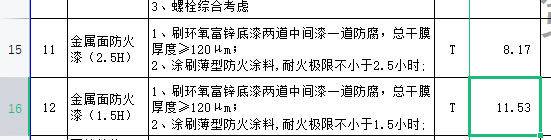 3、螺栓综合考虑
15 11 金属面防火漆（2.5H） 1、刷环氧富锌底漆两道中间漆一道防腐，总干膜厚度≥120μm；
2、涂刷薄型防火涂料,耐火极限不小于2.5小时； T 8.17
16 12 金属面防火漆（1.5H） 1、刷环氧富锌底漆两道中间漆一道防腐，总干膜厚度≥120μm；
2、涂刷薄型防火涂料,耐火极限不小于1.5小时； T 11.53